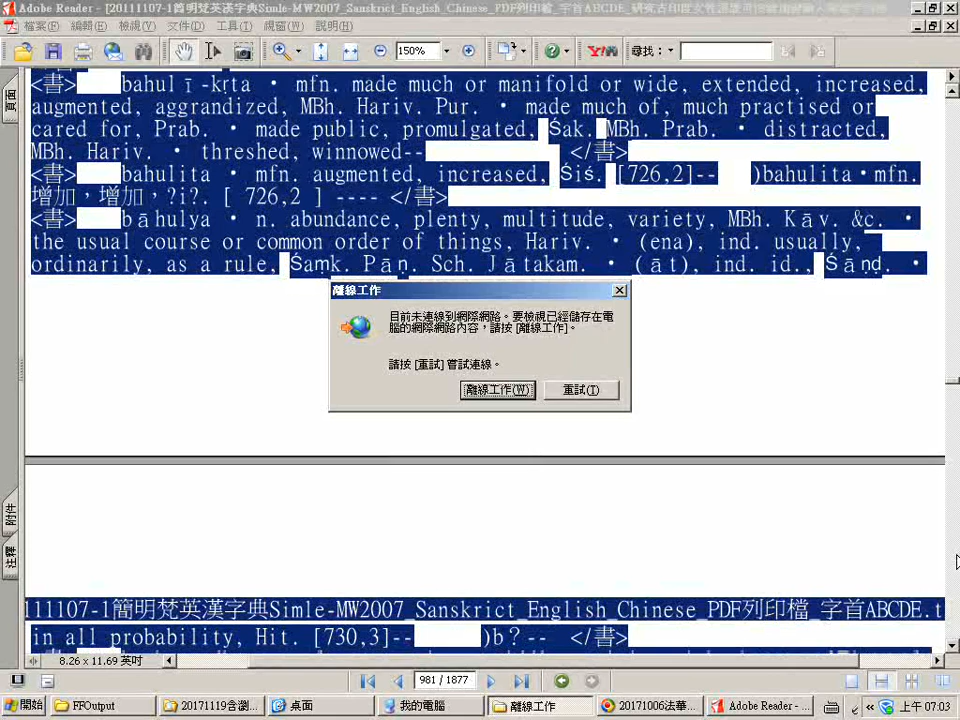 Adobe Reader - [20111107-1簡明梵英漢字典Simle-MW2007_Sanskrict_English_Chinese_PDF列印檔_字首ABCDE_
檔案(F) 編輯(E) 檢視(V) 文件(D) 工具(T) 視窗(W) 說明(H)
150% Y! 尋找:
頁面
<書> bahulī-kṛta • mfn. made much or manifold or wide, extended, increased,
augmented, aggrandized, MBh. Hariv. Pur. • made much of, much practised or
cared for, Prab. • made public, promulgated, Śak. MBh. Prab. • distracted,
MBh. Hariv. • threshed, winnowed-- </書>
<書> bahulita • mfn. augmented, increased, Śiś. [726,2]-- )bahulita•mfn.
增加，增加，?i?. [ 726,2 ] ---- </書>
<書> bāhulya • n. abundance, plenty, multitude, variety, MBh. Kāv. &c. •
the usual course or common order of things, Hariv. • (ena), ind. usually,
ordinarily, as a rule, Śaṃk. Pāṇ. Sch. Jātakam. • (āt), ind. id., Śāṇḍ. •
離線工作
目前未連線到網際網路。要檢視已經儲存在電
腦的網際網路內容，請按 [離線工作]。
請按 [重試] 嘗試連線。
離線工作(W) 重試(T)
附件
注釋
111107-1簡明梵英漢字典Simle-MW2007_Sanskrict_English_Chinese_PDF列印檔_字首ABCDE.t
in all probability, Hit. [730,3]-- )b？-- </書>
8.26 x 11.69 英吋
981 / 1877
開始 FFOutput 20171119含瀏... 桌面 我的電腦 離線工作 20171006法華... Adobe Reader - ... 上午 07:03